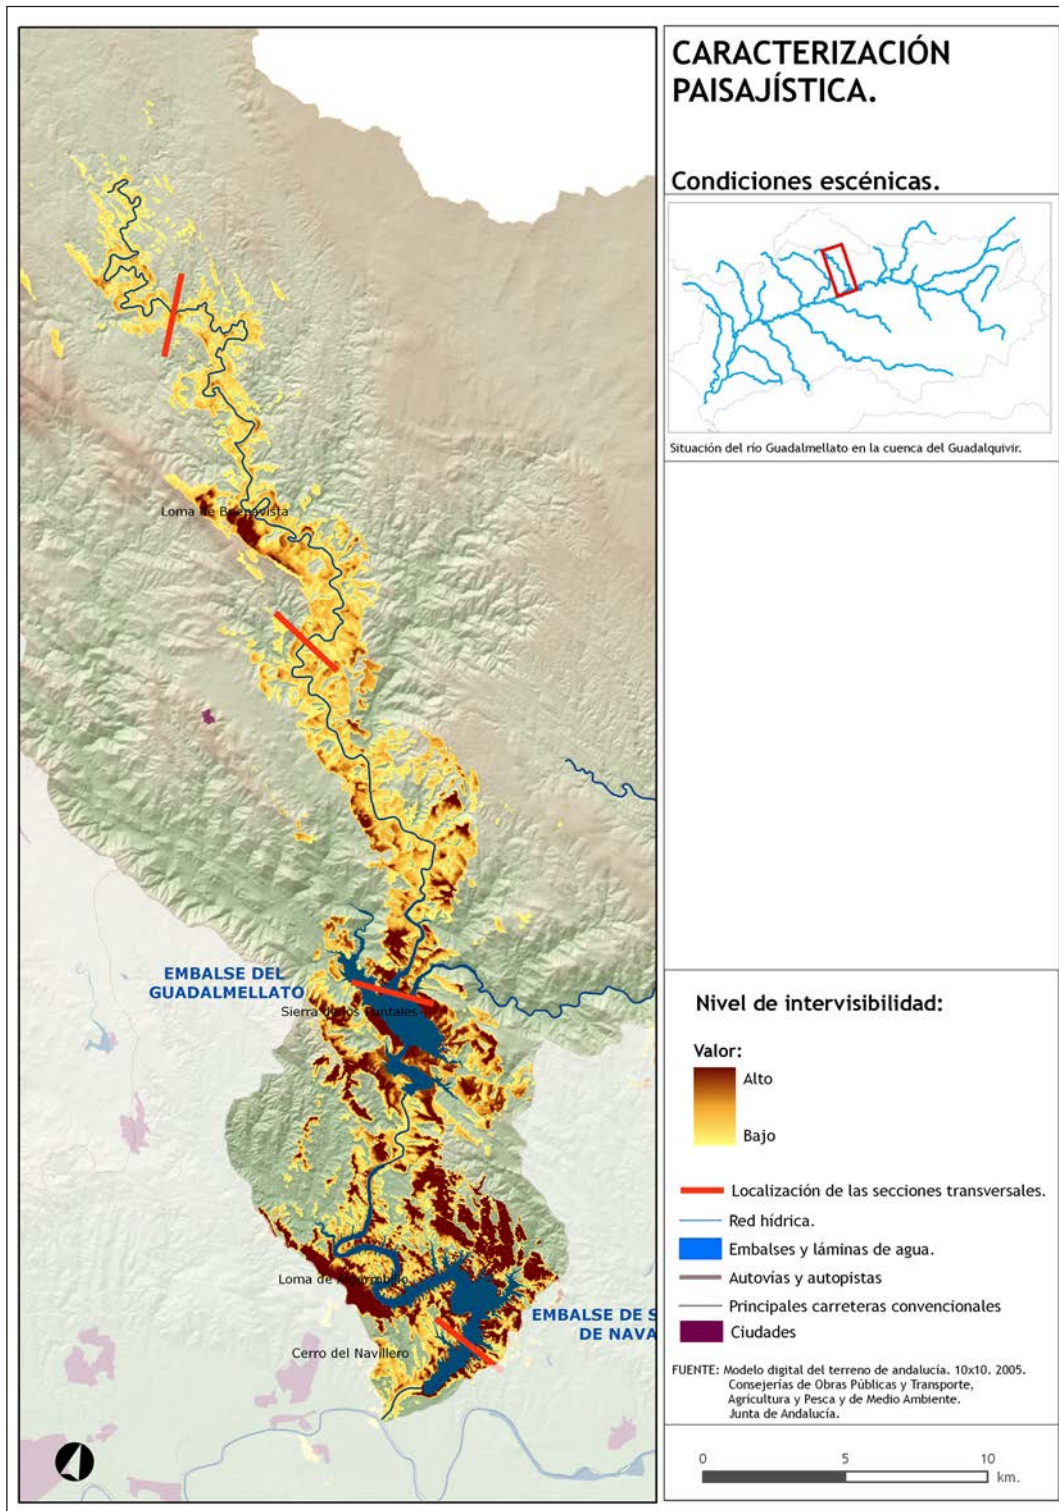 CARACTERIZACIÓN
PAISAJÍSTICA.
Condiciones escénicas.
Situación del río Guadalmellato en la cuenca del Guadalquivir.
Loma de Buenavista
EMBALSE DEL
GUADALMELLATO
Sierra de los Puntales
Loma de
EMBALSE DE S
DE NAVA
Cerro del Navillero
Nivel de intervisibilidad:
Valor:
Alto
Bajo
Localización de las secciones transversales.
Red hídrica.
Embalses y láminas de agua.
Autovías y autopistas
Principales carreteras convencionales
Ciudades
FUENTE: Modelo digital del terreno de andalucía. 10x10. 2005.
Consejerías de Obras Públicas y Transporte,
Agricultura y Pesca y de Medio Ambiente.
Junta de Andalucía.
0 5 10
km.